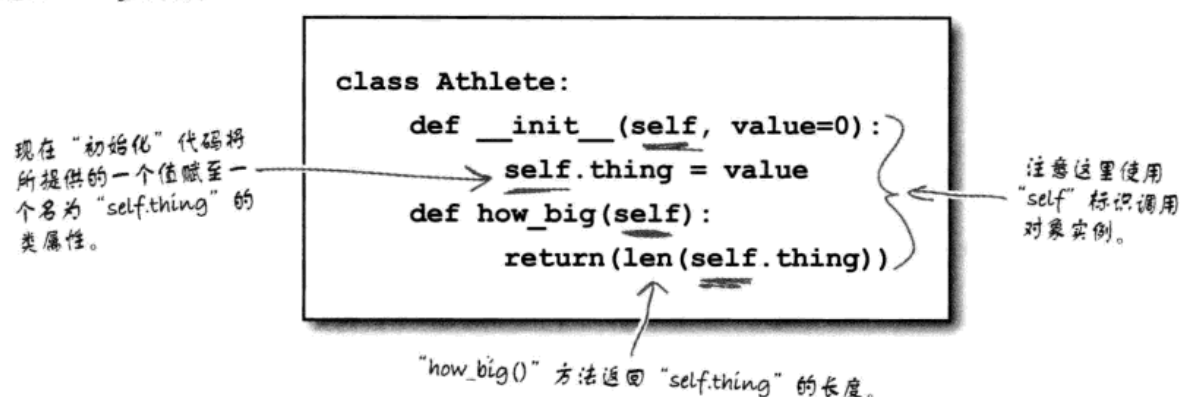 class Athlete:
def __init__(self, value=0):
self.thing = value
def how_big(self):
return(len(self.thing))
现在“初始化”代码将
所提供的一个值赋至一
个名为“self.thing”的
类属性。
注意这里使用
“self”标识调用
对象实例。
“how_big()”方法返回“self.thing”的长度。